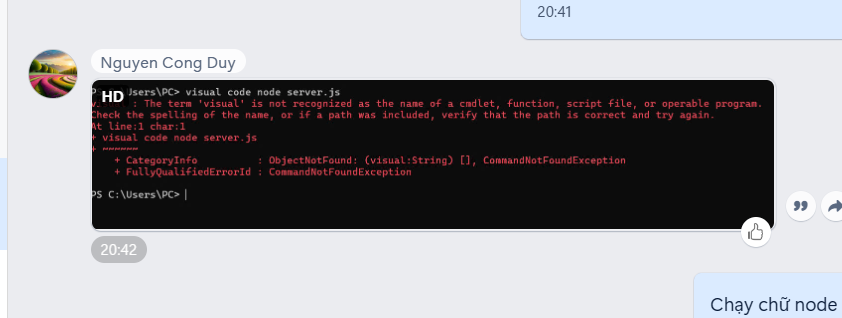 20:41
Nguyen Cong Duy
HD
Users\PC> visual code node server.js
: The term 'visual' is not recognized as the name of a cmdlet, function, script file, or operable program.
Check the spelling of the name, or if a path was included, verify that the path is correct and try again.
At line:1 char:1
+ visual code node server.js
+ ~~~~~~
+ CategoryInfo : ObjectNotFound: (visual:String) [], CommandNotFoundException
+ FullyQualifiedErrorId : CommandNotFoundException
PS C:\Users\PC>
20:42
Chạy chữ node